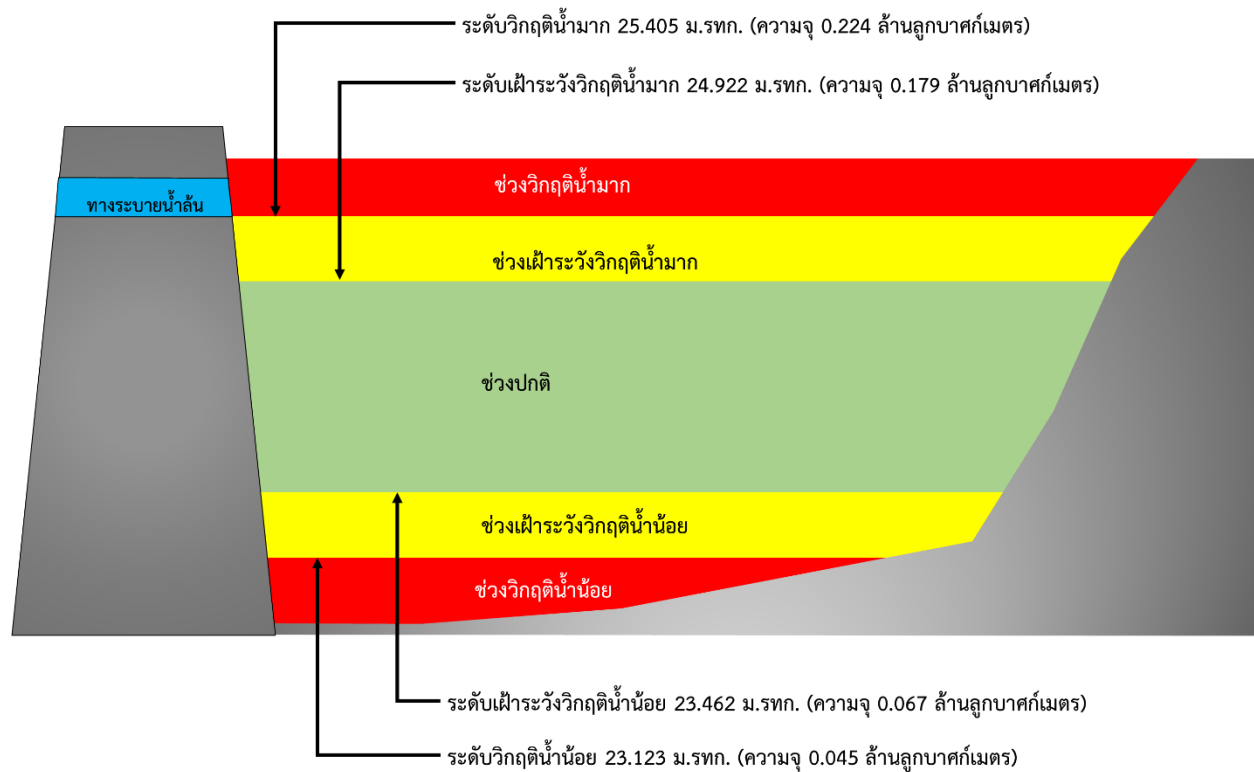 ระดับวิกฤติน้ำมาก 25.405 ม.รทก. (ความจุ 0.224 ล้านลูกบาศก์เมตร)
ระดับเฝ้าระวังวิกฤติน้ำมาก 24.922 ม.รทก. (ความจุ 0.179 ล้านลูกบาศก์เมตร)
ช่วงวิกฤติน้ำมาก
ทางระบายน้ำล้น
ช่วงเฝ้าระวังวิกฤติน้ำมาก
ช่วงปกติ
ช่วงเฝ้าระวังวิกฤติน้ำน้อย
ช่วงวิกฤติน้ำน้อย
ระดับเฝ้าระวังวิกฤติน้ำน้อย 23.462 ม.รทก. (ความจุ 0.067 ล้านลูกบาศก์เมตร)
ระดับวิกฤติน้ำน้อย 23.123 ม.รทก. (ความจุ 0.045 ล้านลูกบาศก์เมตร)